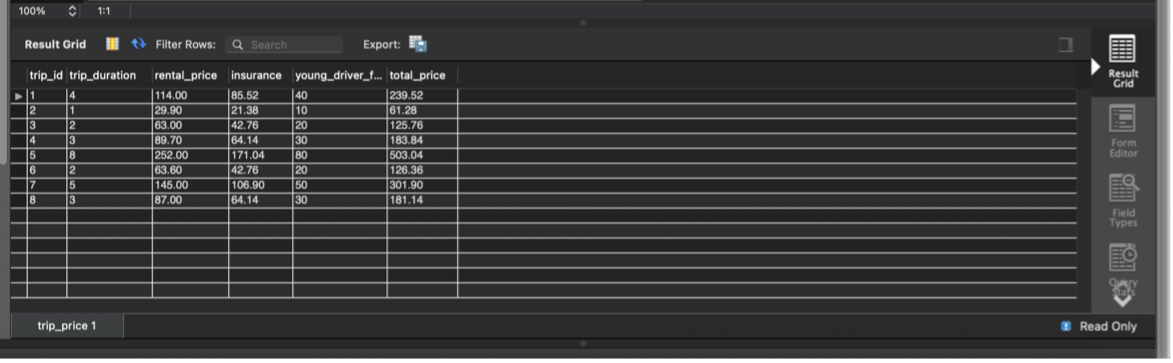 100% 1:1
Result Grid Filter Rows: Search Export:
trip_id trip_duration rental_price insurance young_driver_f... total_price
1 4 114.00 85.52 40 239.52
2 1 29.90 21.38 10 61.28
3 2 63.00 42.76 20 125.76
4 3 89.70 64.14 30 183.84
5 8 252.00 171.04 80 503.04
6 2 63.60 42.76 20 126.36
7 5 145.00 106.90 50 301.90
8 3 87.00 64.14 30 181.14
Result
Grid
Form
Editor
Field
Types
Query
Stats
trip_price 1 Read Only